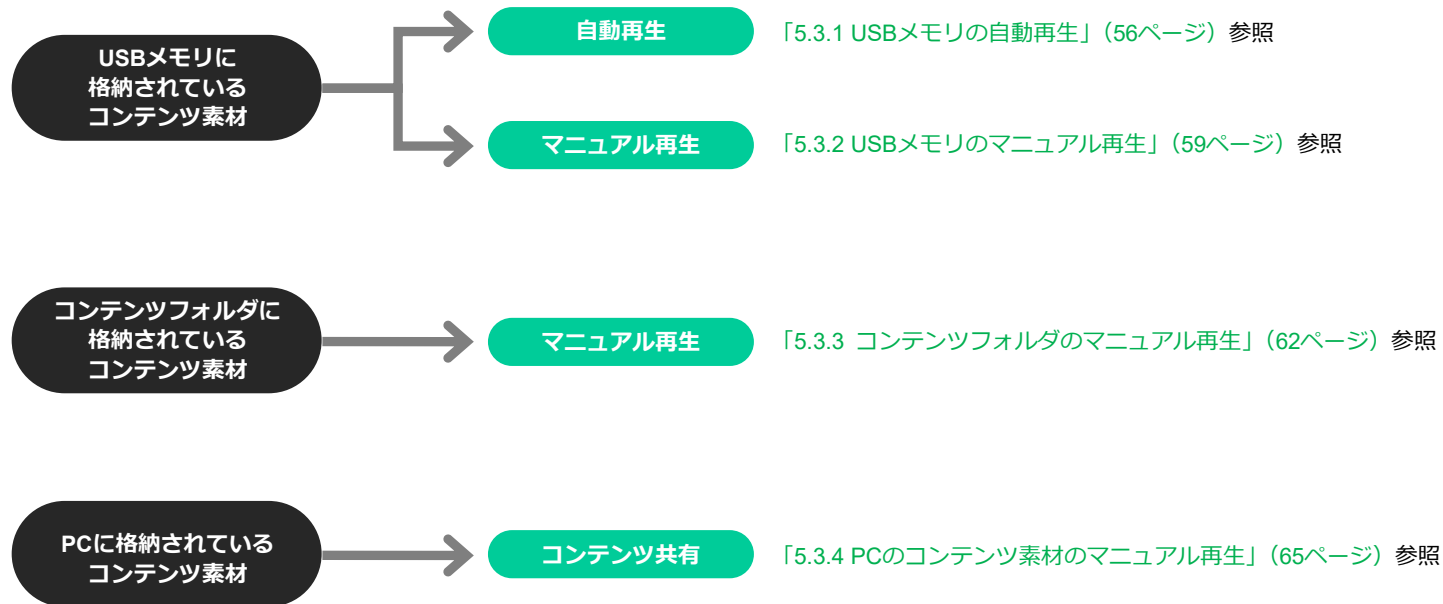 USBメモリに
格納されている
コンテンツ素材
自動再生
「5.3.1 USBメモリの自動再生」（56ページ）参照
マニュアル再生
「5.3.2 USBメモリのマニュアル再生」（59ページ）参照
コンテンツフォルダに
格納されている
コンテンツ素材
マニュアル再生
「5.3.3 コンテンツフォルダのマニュアル再生」（62ページ）参照
PCに格納されている
コンテンツ素材
コンテンツ共有
「5.3.4 PCのコンテンツ素材のマニュアル再生」（65ページ）参照